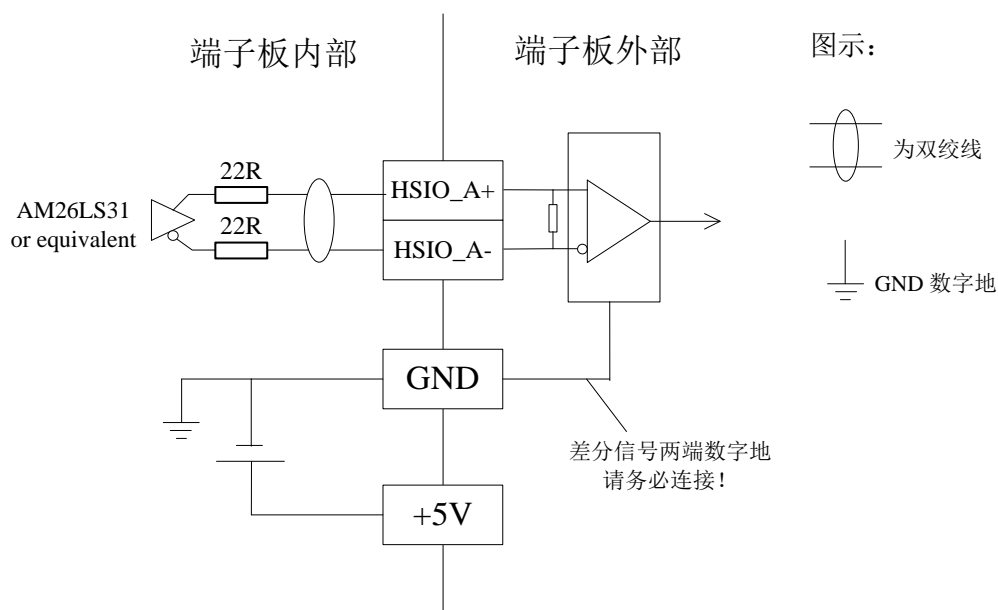 端子板内部
端子板外部
图示：
22R
HSIO_A+
为双绞线
AM26LS31
or equivalent
22R
HSIO_A-
GND 数字地
GND
差分信号两端数字地
请务必连接！
+5V